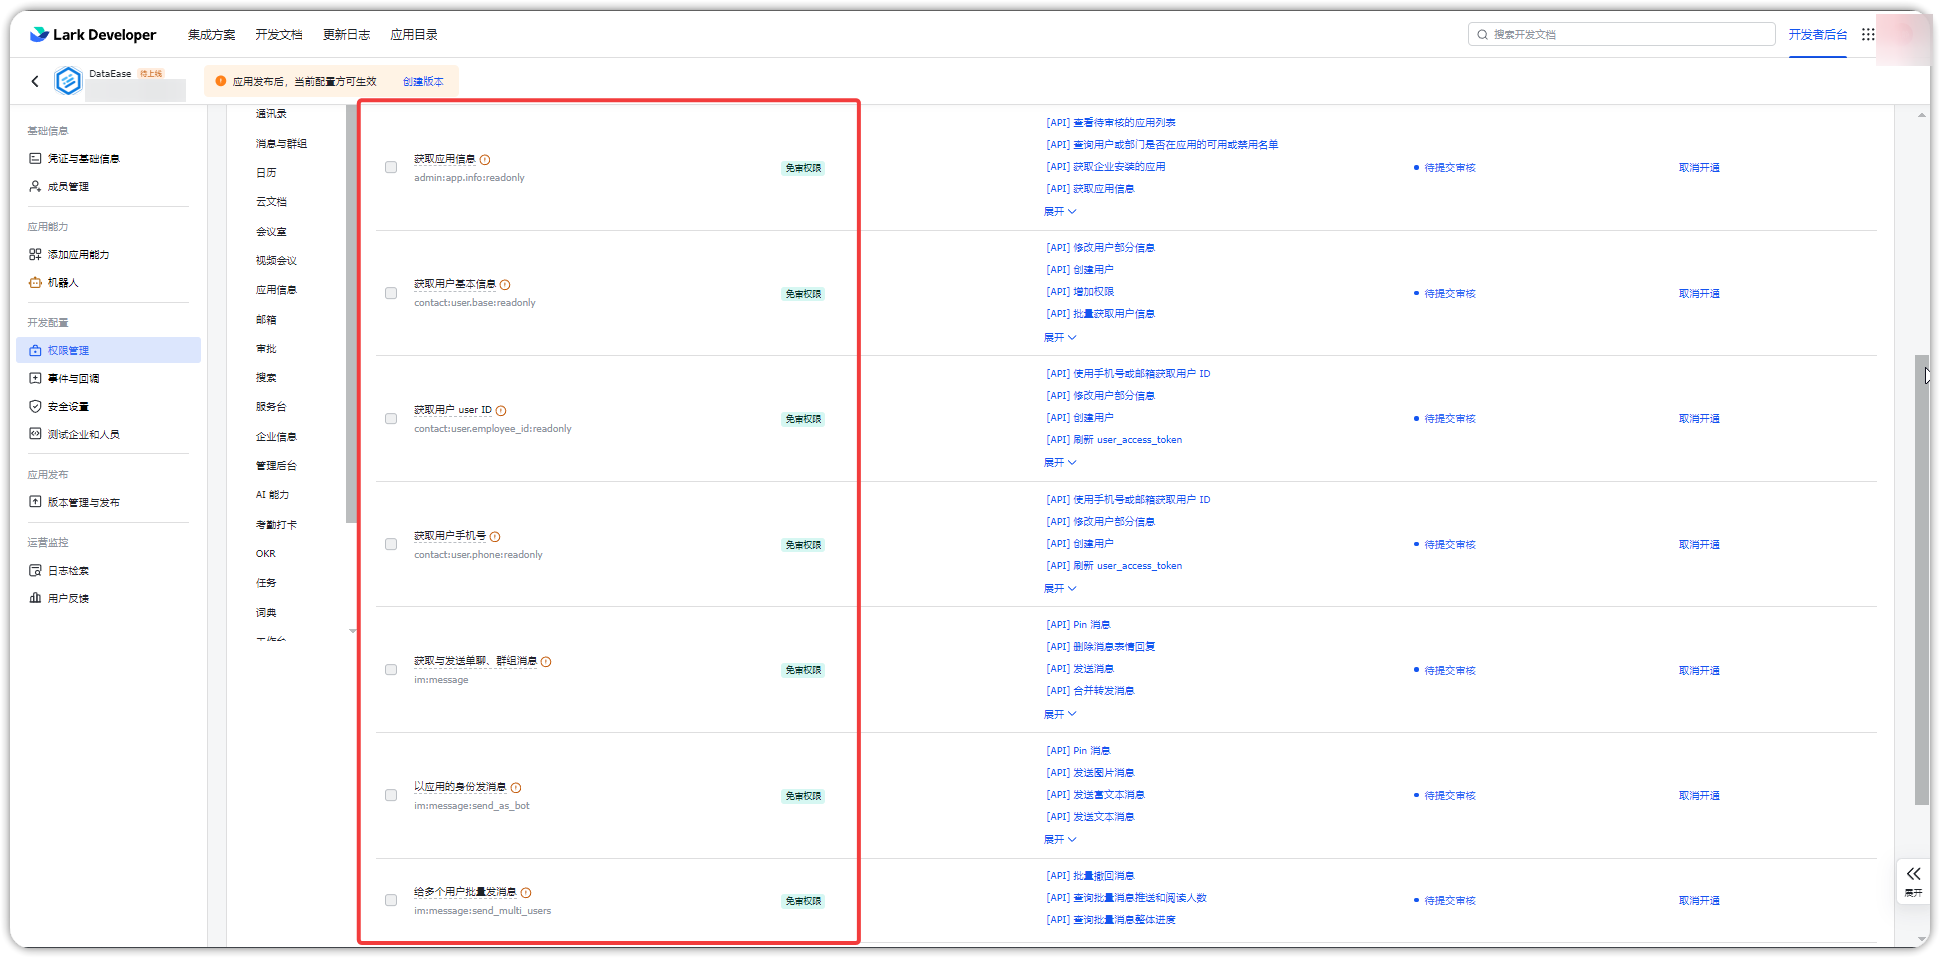 Lark Developer
集成方案
开发文档
更新日志
应用目录
搜索开发文档
开发者后台
DataEase
待上线
应用发布后，当前配置方可生效
创建版本
基础信息
凭证与基础信息
成员管理
应用能力
添加应用能力
机器人
开发配置
权限管理
事件与回调
安全设置
测试企业和人员
应用发布
版本管理与发布
运营监控
日志检索
用户反馈
通讯录
消息与群组
日历
云文档
会议室
视频会议
应用信息
邮箱
审批
搜索
服务台
企业信息
管理后台
AI 能力
考勤打卡
OKR
任务
词典
工作台
获取应用信息
admin:app.info:readonly
免审权限
[API] 查看待审核的应用列表
[API] 查询用户或部门是否在应用的可用或禁用名单
[API] 获取企业安装的应用
[API] 获取应用信息
展开
待提交审核
取消开通
获取用户基本信息
contact:user.base:readonly
免审权限
[API] 修改用户部分信息
[API] 创建用户
[API] 增加权限
[API] 批量获取用户信息
展开
待提交审核
取消开通
获取用户 user ID
contact:user.employee_id:readonly
免审权限
[API] 使用手机号或邮箱获取用户 ID
[API] 修改用户部分信息
[API] 创建用户
[API] 刷新 user_access_token
展开
待提交审核
取消开通
获取用户手机号
contact:user.phone:readonly
免审权限
[API] 使用手机号或邮箱获取用户 ID
[API] 修改用户部分信息
[API] 创建用户
[API] 刷新 user_access_token
展开
待提交审核
取消开通
获取与发送单聊、群组消息
im:message
免审权限
[API] Pin 消息
[API] 删除消息表情回复
[API] 发送消息
[API] 合并转发消息
展开
待提交审核
取消开通
以应用的身份发消息
im:message:send_as_bot
免审权限
[API] Pin 消息
[API] 发送图片消息
[API] 发送富文本消息
[API] 发送文本消息
展开
待提交审核
取消开通
给多个用户批量发消息
im:message:send_multi_users
免审权限
[API] 批量撤回消息
[API] 查询批量消息推送和阅读人数
[API] 查询批量消息整体进度
待提交审核
取消开通
展开